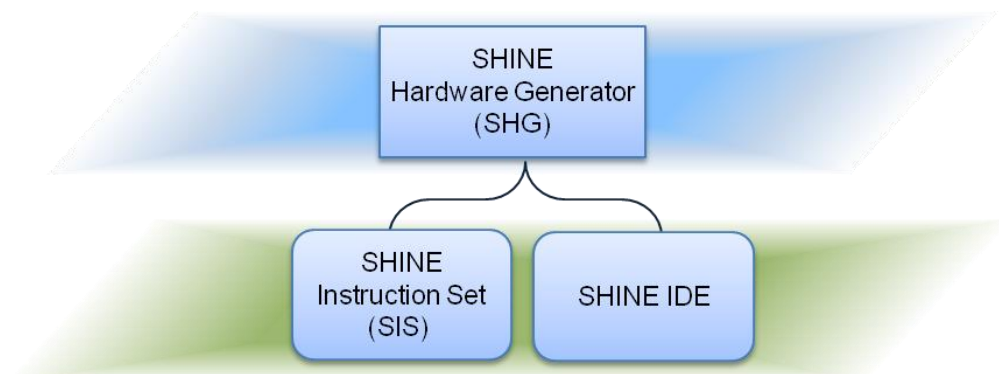 SHINE
Hardware Generator
(SHG)
SHINE
Instruction Set
(SIS)
SHINE IDE